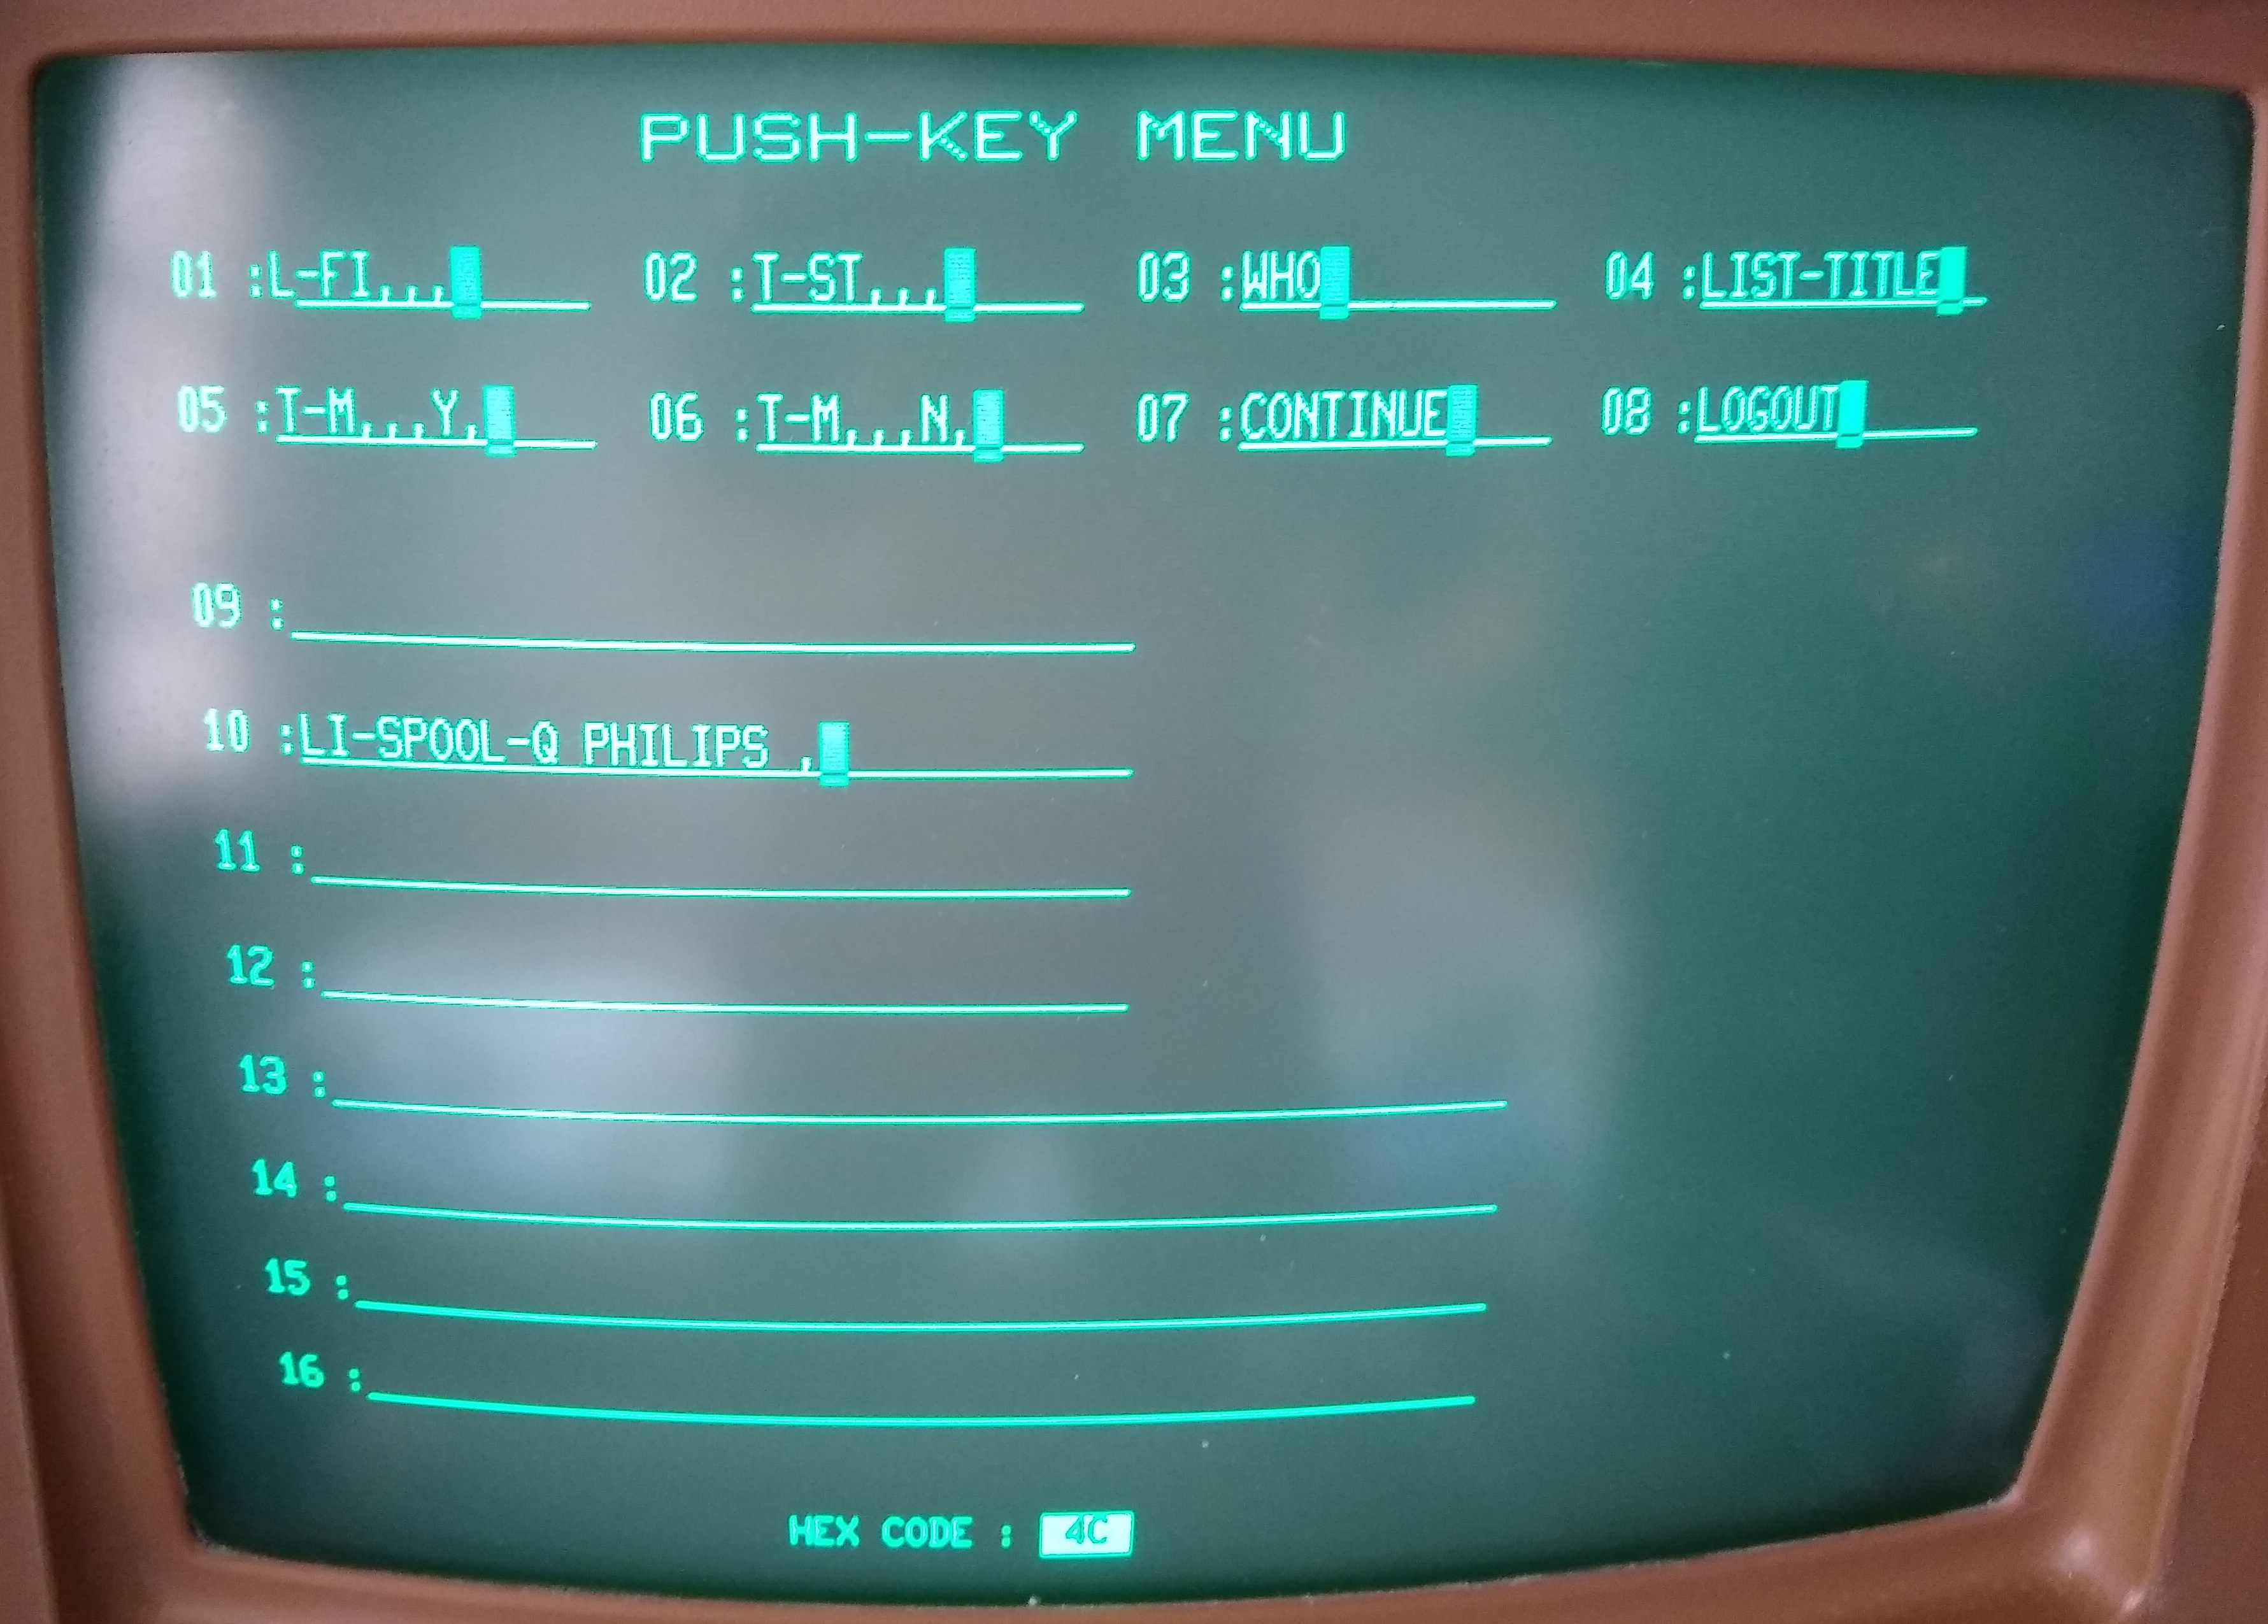 PUSH-KEY MENU
01 :L-FI,,, 02 :T-ST,,, 03 :WHO 04 :LIST-TITLE
05 :T-M,,,Y, 06 :T-M,,,N, 07 :CONTINUE 08 :LOGOUT
09 :
10 :LI-SPOOL-Q PHILIPS ,
11 :
12 :
13 :
14 :
15 :
16 :
HEX CODE : 4C